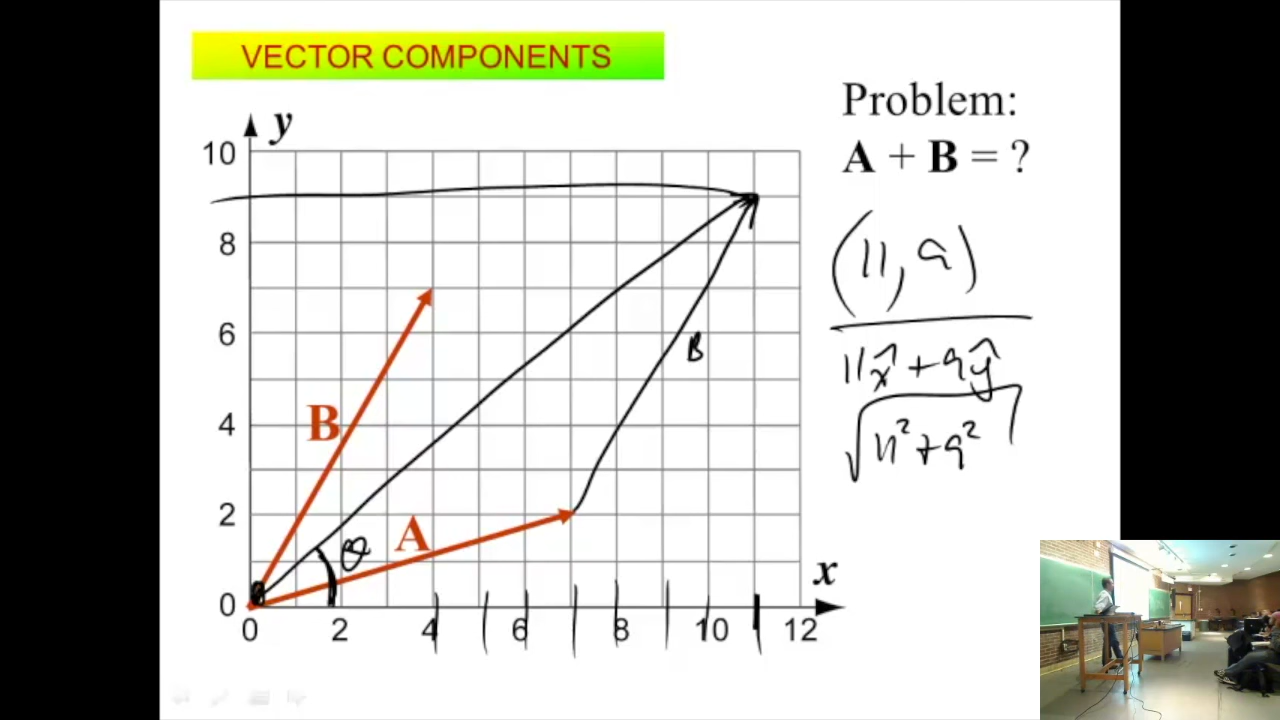 VECTOR COMPONENTS
Problem:
A + B = ?
y
10
8
6
4
2
0
B
A
θ
B
x
0 2 4 6 8 10 12
(11, 9)
11x̂ + 9ŷ
√11² + 9²